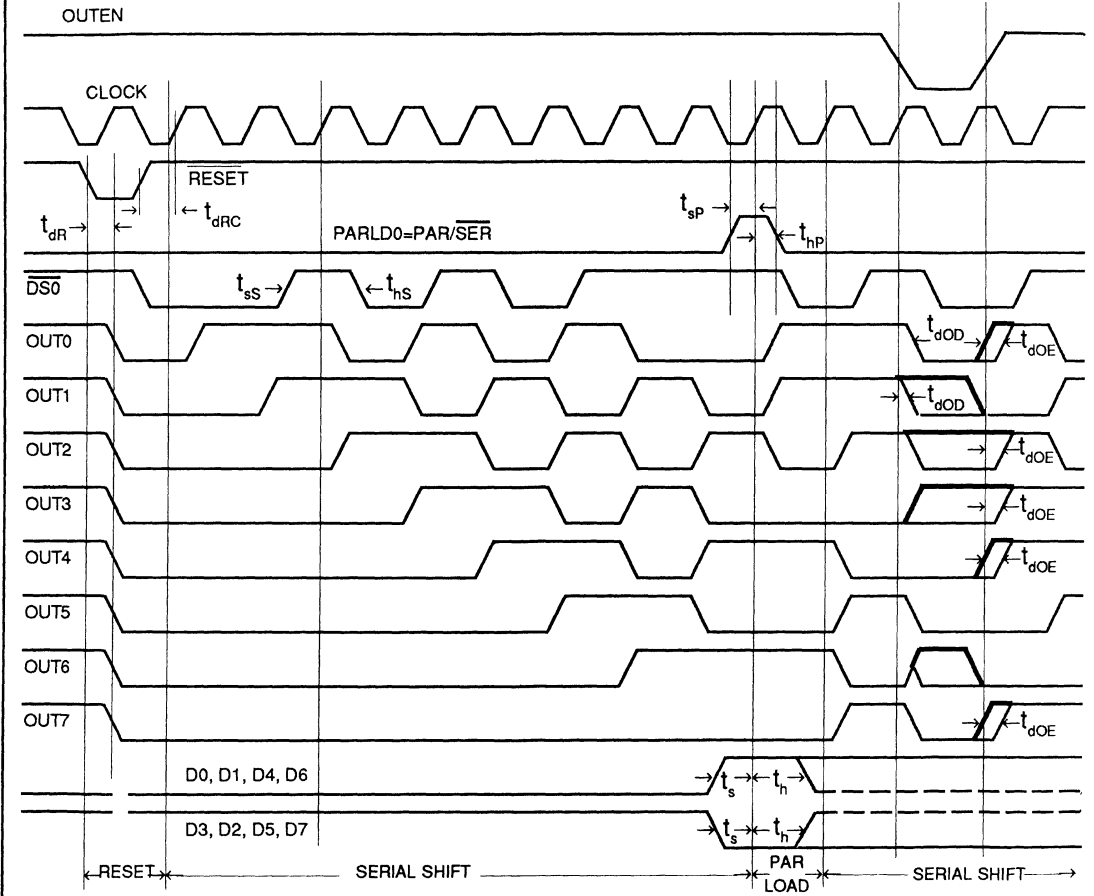 OUTEN
CLOCK
RESET
tdR
tdRC
tsP
PARLD0=PAR/SER
thP
DS0
tsS
thS
OUT0
tdOD
tdOE
OUT1
tdOD
OUT2
tdOE
OUT3
tdOE
OUT4
tdOE
OUT5
OUT6
OUT7
tdOE
D0, D1, D4, D6
ts
th
D3, D2, D5, D7
ts
th
RESET
SERIAL SHIFT
PAR
LOAD
SERIAL SHIFT